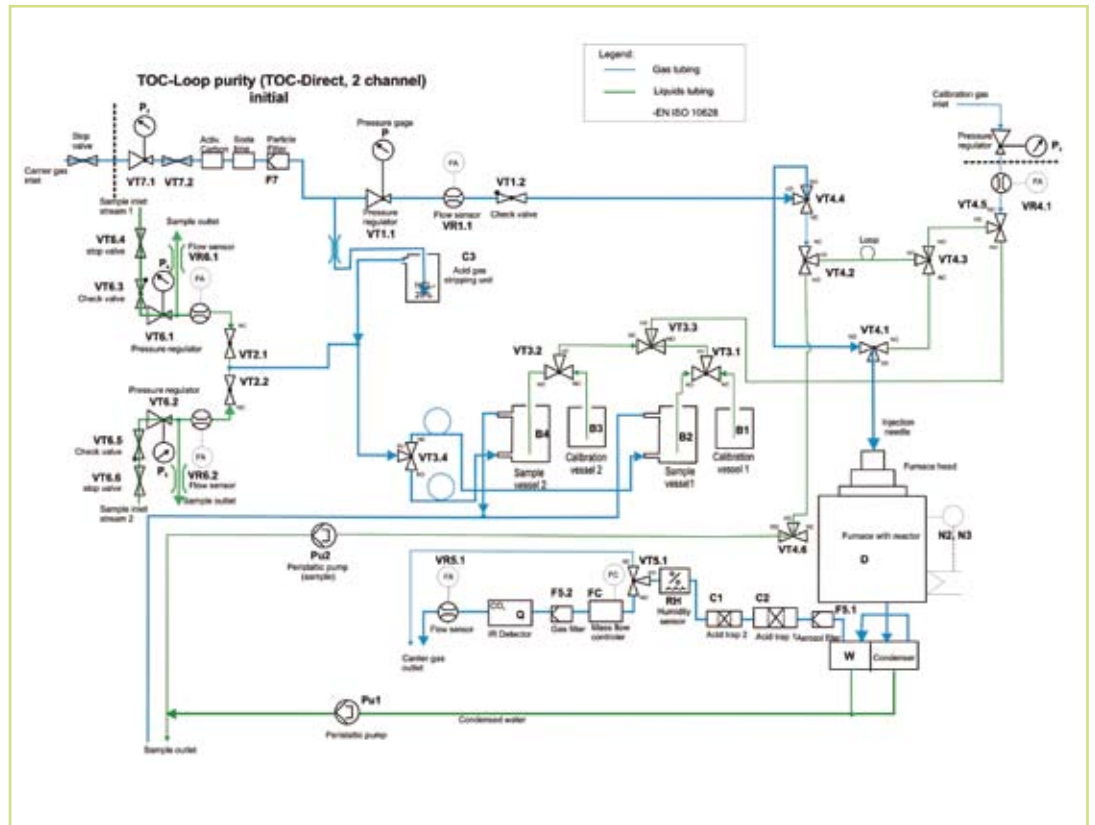 Legend:
Gas tubing
Liquids tubing
-EN ISO 10628
TOC-Loop purity (TOC-Direct, 2 channel)
initial
Calibration gas
inlet
Pressure
regulator
FA
VR4.1
VT4.5
Stop
valve
Carrier gas
inlet
VT7.1
VT7.2
Activ.
Carbon
Soda
lime
Particle
Filter
F7
Pressure gage
P
Pressure
regulator
VT1.1
FA
Flow sensor
VR1.1
VT1.2
Check valve
VT4.4
Sample inlet
stream 1
Sample outlet
VT6.4
stop valve
Flow sensor
VR6.1
FA
VT6.3
Check valve
VT6.1
Pressure regulator
VT2.1
C3
Acid gas
stripping unit
Loop
VT4.2
VT4.3
VT4.1
VT2.2
Pressure regulator
VT6.2
VT6.5
Check valve
VT6.6
stop valve
FA
VR6.2
Flow sensor
Sample outlet
Sample inlet
stream 2
VT3.3
VT3.2
VT3.1
VT3.4
B4
B3
B2
B1
Sample
vessel 2
Calibration
vessel 2
Sample
vessel1
Calibration
vessel 1
Injection
needle
Furnace head
Furnace with reactor
D
N2, N3
VT4.6
Pu2
Peristaltic pump
(sample)
VR5.1
FA
Flow sensor
CO₂
Q
IR Detector
F5.2
Gas filter
FC
FC
Mass flow
controller
VT5.1
RH
Humidity
sensor
C1
Acid trap 2
C2
Acid trap 1
F5.1
Aerosol filter
W
Condenser
Carrier gas
outlet
Pu1
Peristaltic pump
Condensed water
Sample outlet